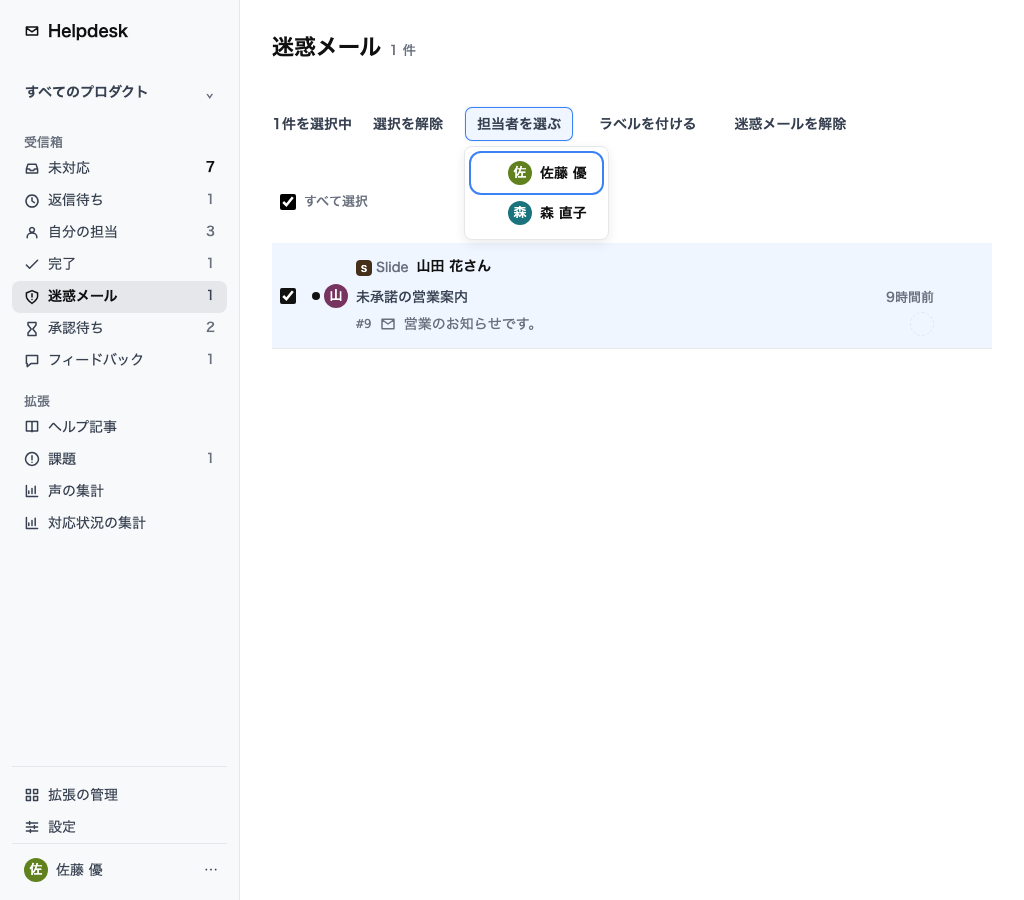 Helpdesk
すべてのプロダクト
受信箱
未対応 7
返信待ち 1
自分の担当 3
完了 1
迷惑メール 1
承認待ち 2
フィードバック 1
拡張
ヘルプ記事
課題 1
声の集計
対応状況の集計
拡張の管理
設定
佐 佐藤 優 …
迷惑メール 1 件
1件を選択中 選択を解除 担当者を選ぶ ラベルを付ける 迷惑メールを解除
佐 佐藤 優
森 森 直子
すべて選択
S Slide 山田 花さん
山 未承諾の営業案内 9時間前
#9 営業のお知らせです。